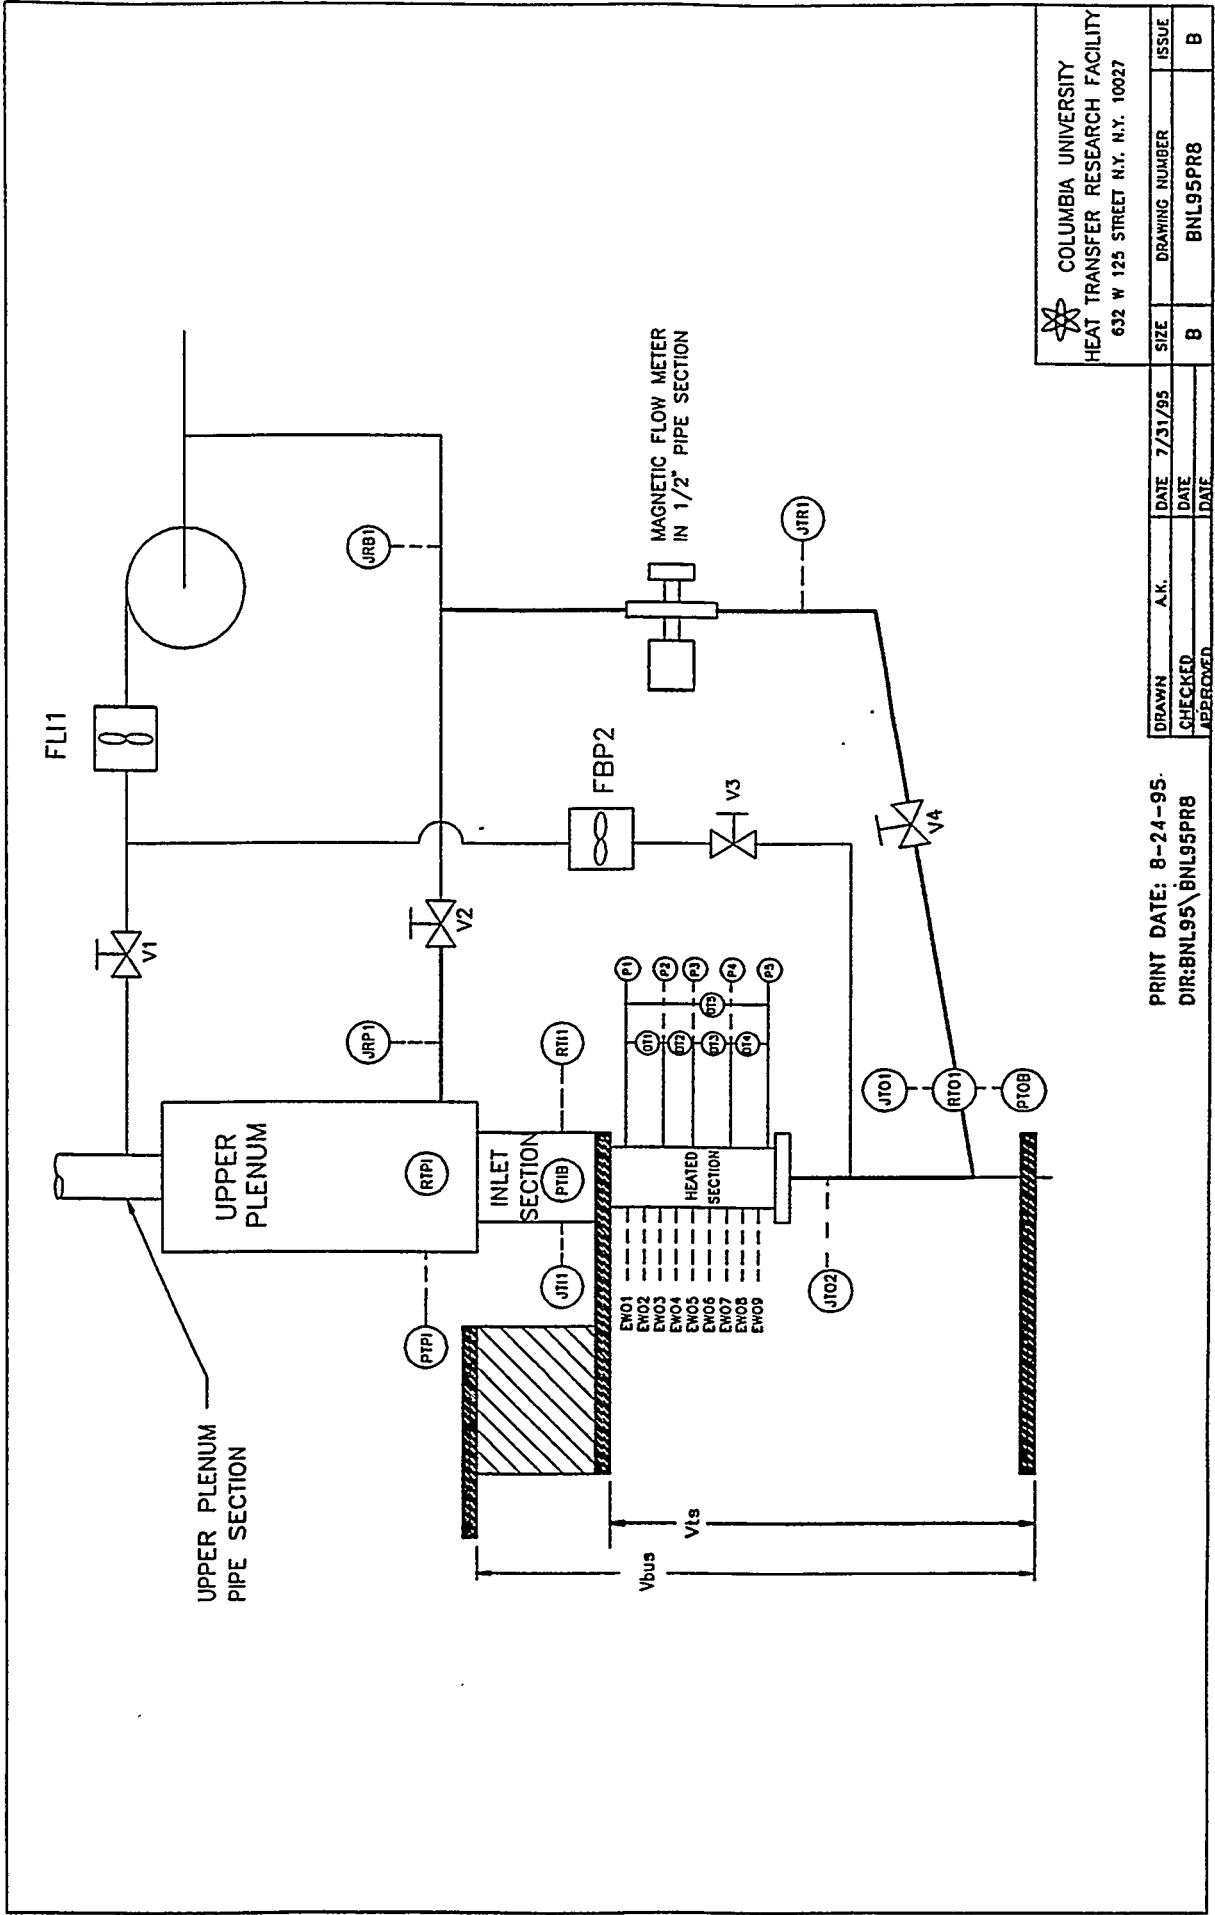 UPPER PLENUM
PIPE SECTION
FLI1
V1
UPPER
PLENUM
RTPI
PTPI
JRP1
V2
JRB1
INLET
SECTION
PTIB
JTI1
RTI1
FBP2
V3
MAGNETIC FLOW METER
IN 1/2" PIPE SECTION
JTR1
V4
HEATED
SECTION
EW01
EW02
EW03
EW04
EW05
EW06
EW07
EW08
EW09
P1
P2
P3
P4
P5
DT1
DT2
DT3
DT4
DT5
JT02
JT01
RT01
PTOB
Vts
Vbus
PRINT DATE: 8-24-95
DIR:BNL95\BNL95PR8
COLUMBIA UNIVERSITY
HEAT TRANSFER RESEARCH FACILITY
632 W 125 STREET N.Y. N.Y. 10027
DRAWN A.K. DATE 7/31/95 SIZE DRAWING NUMBER ISSUE
CHECKED DATE B BNL95PR8 B
APPROVED DATE